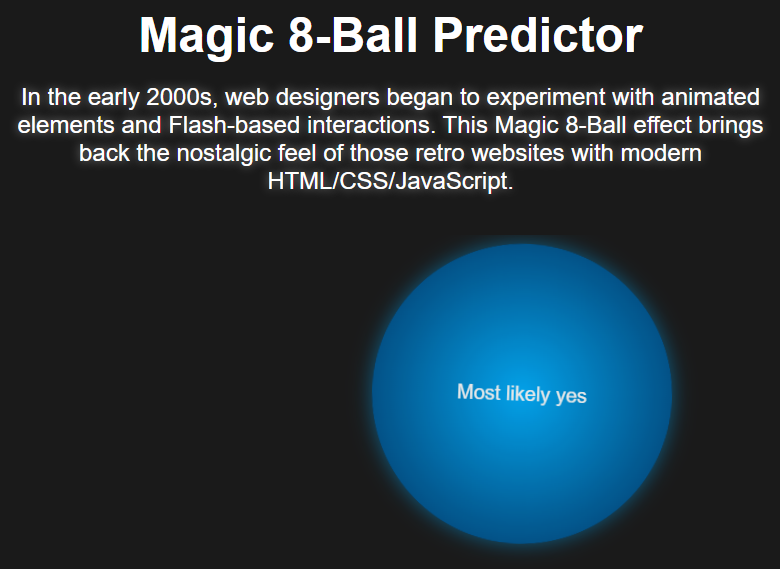 Magic 8-Ball Predictor
In the early 2000s, web designers began to experiment with animated
elements and Flash-based interactions. This Magic 8-Ball effect brings
back the nostalgic feel of those retro websites with modern
HTML/CSS/JavaScript.
Most likely yes